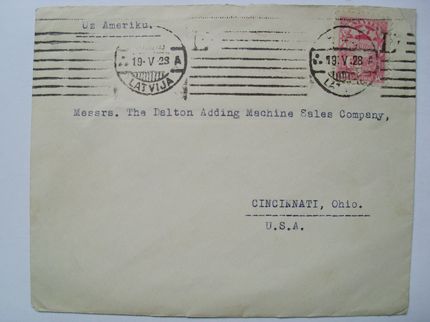 Uz Ameriku.
19·V·28 A
LATVIJA
19·V·28 A
Messrs. The Dalton Adding Machine Sales Company,
CINCINNATI, Ohio.
U.S.A.